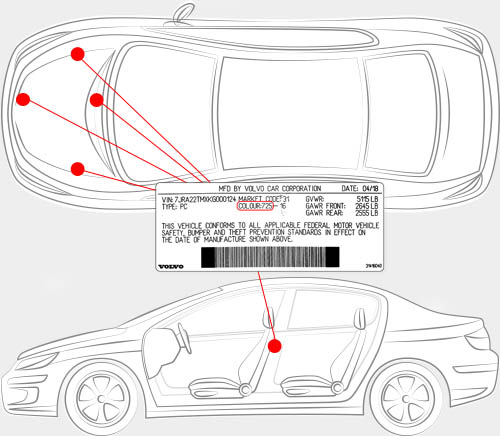 MFD BY VOLVO CAR CORPORATION DATE: 04/18
VIN:7JRA22TMXKG000124 MARKET CODE:31 GVWR: 5115 LB
TYPE: PC COLOUR:725- 16 GAWR FRONT: 2645 LB
GAWR REAR: 2555 LB
THIS VEHICLE CONFORMS TO ALL APPLICABLE FEDERAL MOTOR VEHICLE
SAFETY, BUMPER AND THEFT PREVENTION STANDARDS IN EFFECT ON
THE DATE OF MANUFACTURE SHOWN ABOVE.
VOLVO